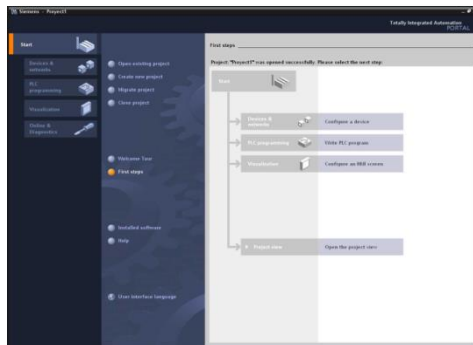 Siemens - Proyect1
Totally Integrated Automation
PORTAL
Start
Devices &
networks
PLC
programming
Visualization
Online &
Diagnostics
Open existing project
Create new project
Migrate project
Close project
Welcome Tour
First steps
Installed software
Help
User interface language
First steps
Project: "Proyect1" was opened successfully. Please select the next step:
Start
Devices &
networks
Configure a device
PLC programming
Write PLC program
Visualization
Configure an HMI screen
Project view
Open the project view